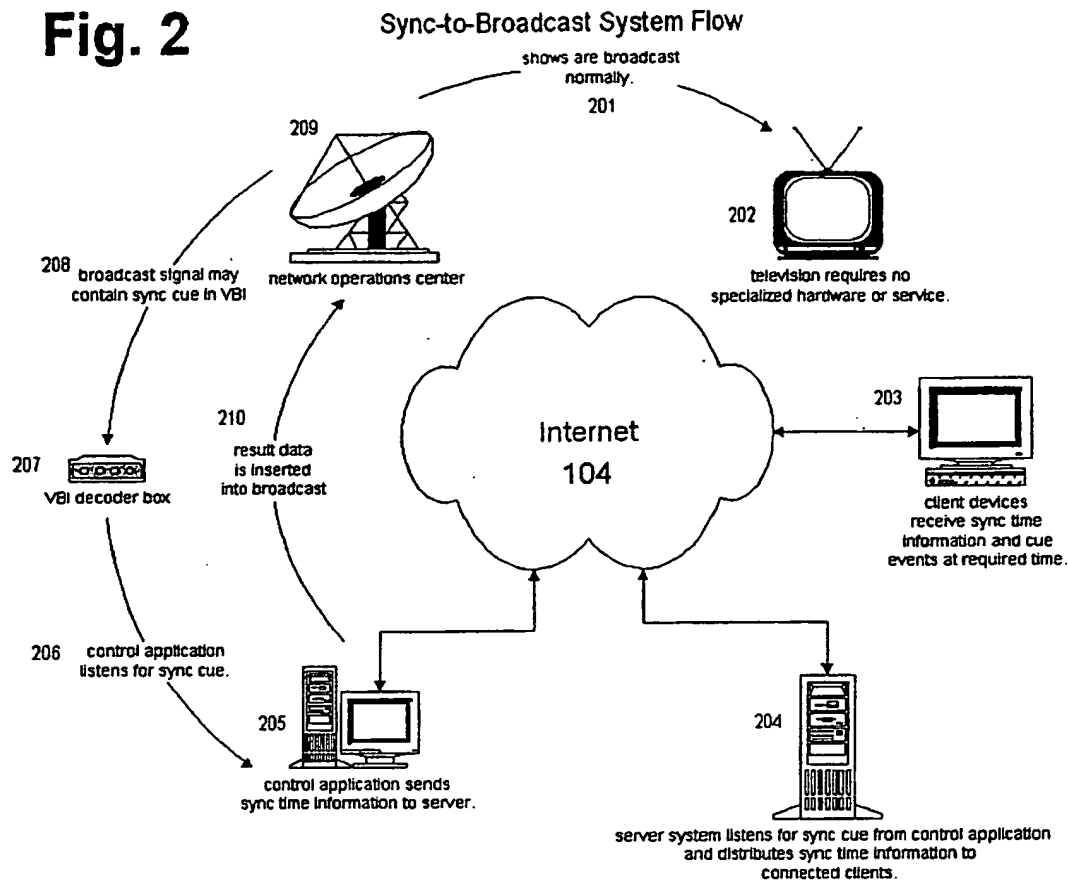 Fig. 2
Sync-to-Broadcast System Flow
shows are broadcast
normally.
201
209
202
208
broadcast signal may
contain sync cue in VBI
network operations center
television requires no
specialized hardware or service.
203
210
result data
is inserted
into broadcast
Internet
104
207
VBI decoder box
client devices
receive sync time
information and cue
events at required time.
206
control application
listens for sync cue.
205
204
control application sends
sync time information to server.
server system listens for sync cue from control application
and distributes sync time information to
connected clients.